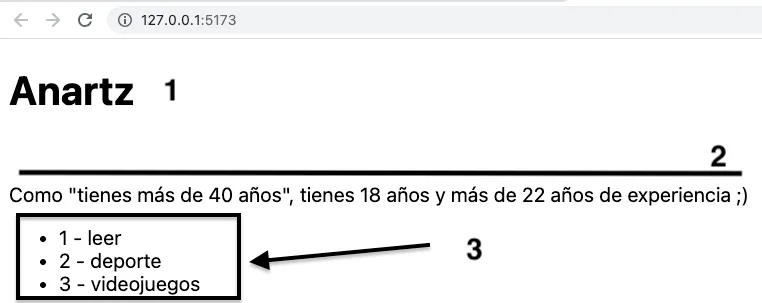 127.0.0.1:5173
Anartz 1
2
Como "tienes más de 40 años", tienes 18 años y más de 22 años de experiencia ;)
• 1 - leer
• 2 - deporte
3
• 3 - videojuegos